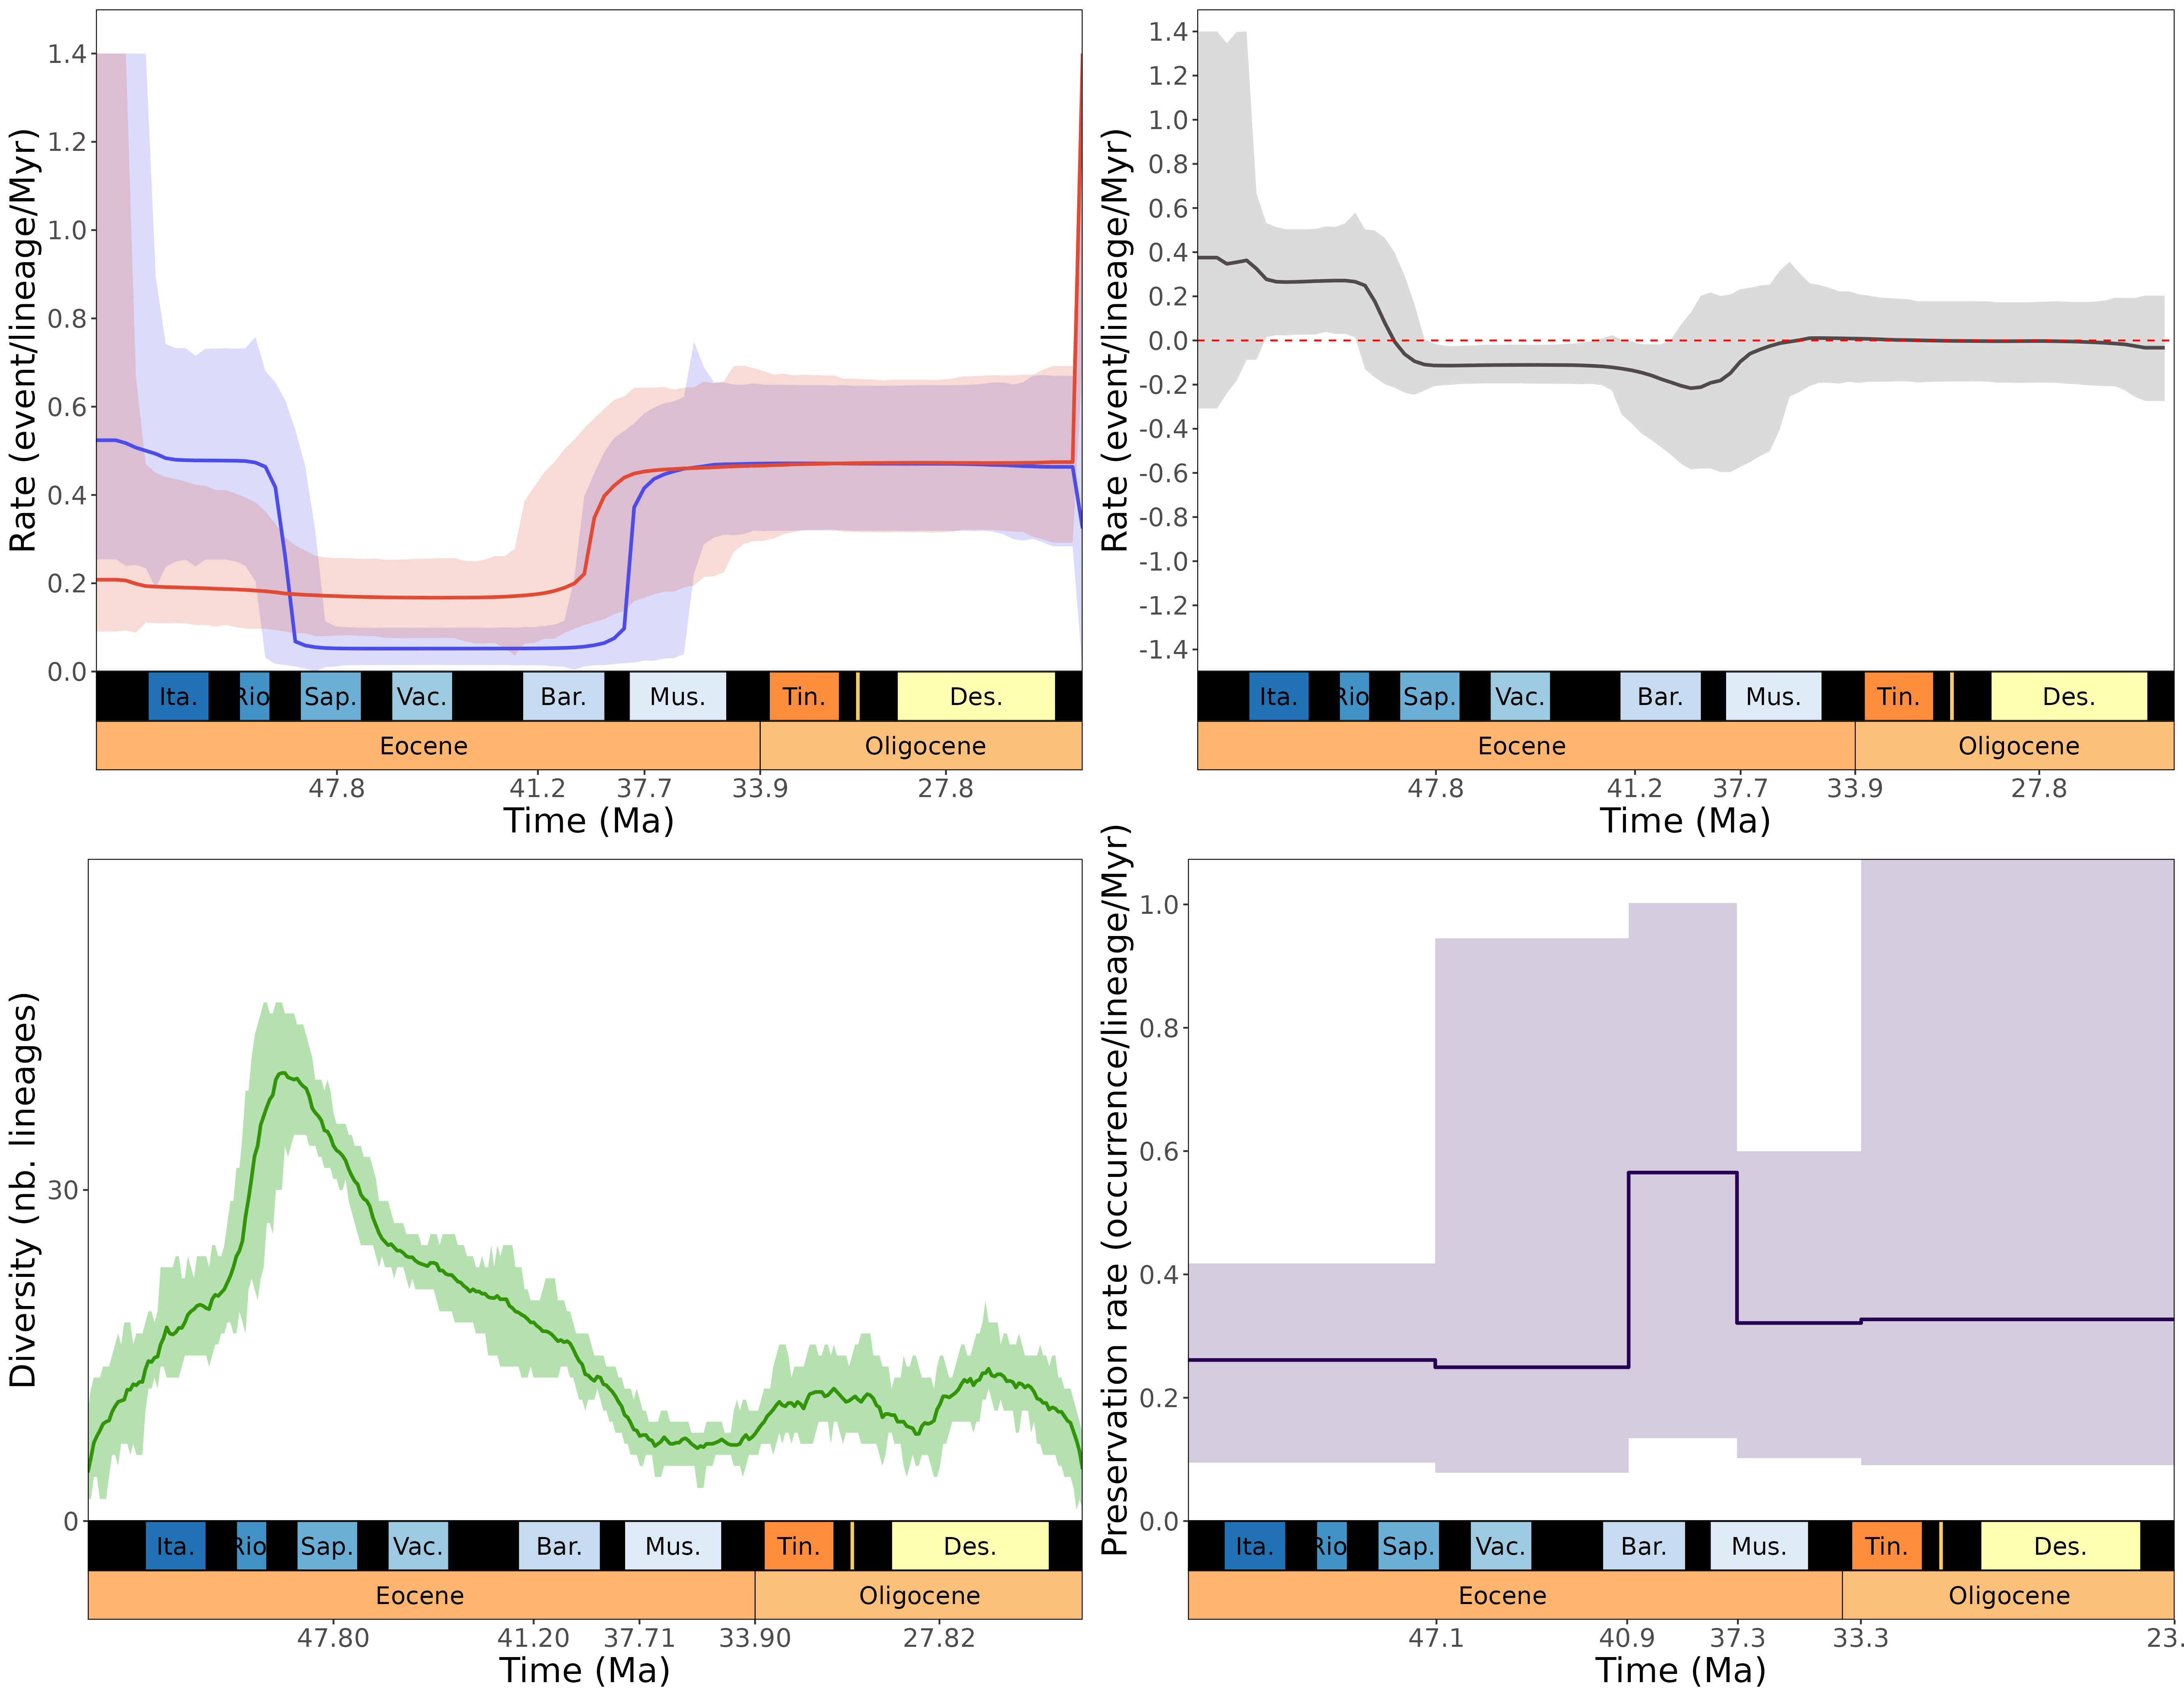 Rate (event/lineage/Myr)
1.4
1.2
1.0
0.8
0.6
0.4
0.2
0.0
Ita. Rio Sap. Vac. Bar. Mus. Tin. Des.
Eocene Oligocene
47.8 41.2 37.7 33.9 27.8
Time (Ma)
Rate (event/lineage/Myr)
1.4
1.2
1.0
0.8
0.6
0.4
0.2
0.0
-0.2
-0.4
-0.6
-0.8
-1.0
-1.2
-1.4
Ita. Rio Sap. Vac. Bar. Mus. Tin. Des.
Eocene Oligocene
47.8 41.2 37.7 33.9 27.8
Time (Ma)
Diversity (nb. lineages)
30
0
Ita. Rio Sap. Vac. Bar. Mus. Tin. Des.
Eocene Oligocene
47.80 41.20 37.71 33.90 27.82
Time (Ma)
Preservation rate (occurrence/lineage/Myr)
1.0
0.8
0.6
0.4
0.2
0.0
Ita. Rio Sap. Vac. Bar. Mus. Tin. Des.
Eocene Oligocene
47.1 40.9 37.3 33.3 23.
Time (Ma)